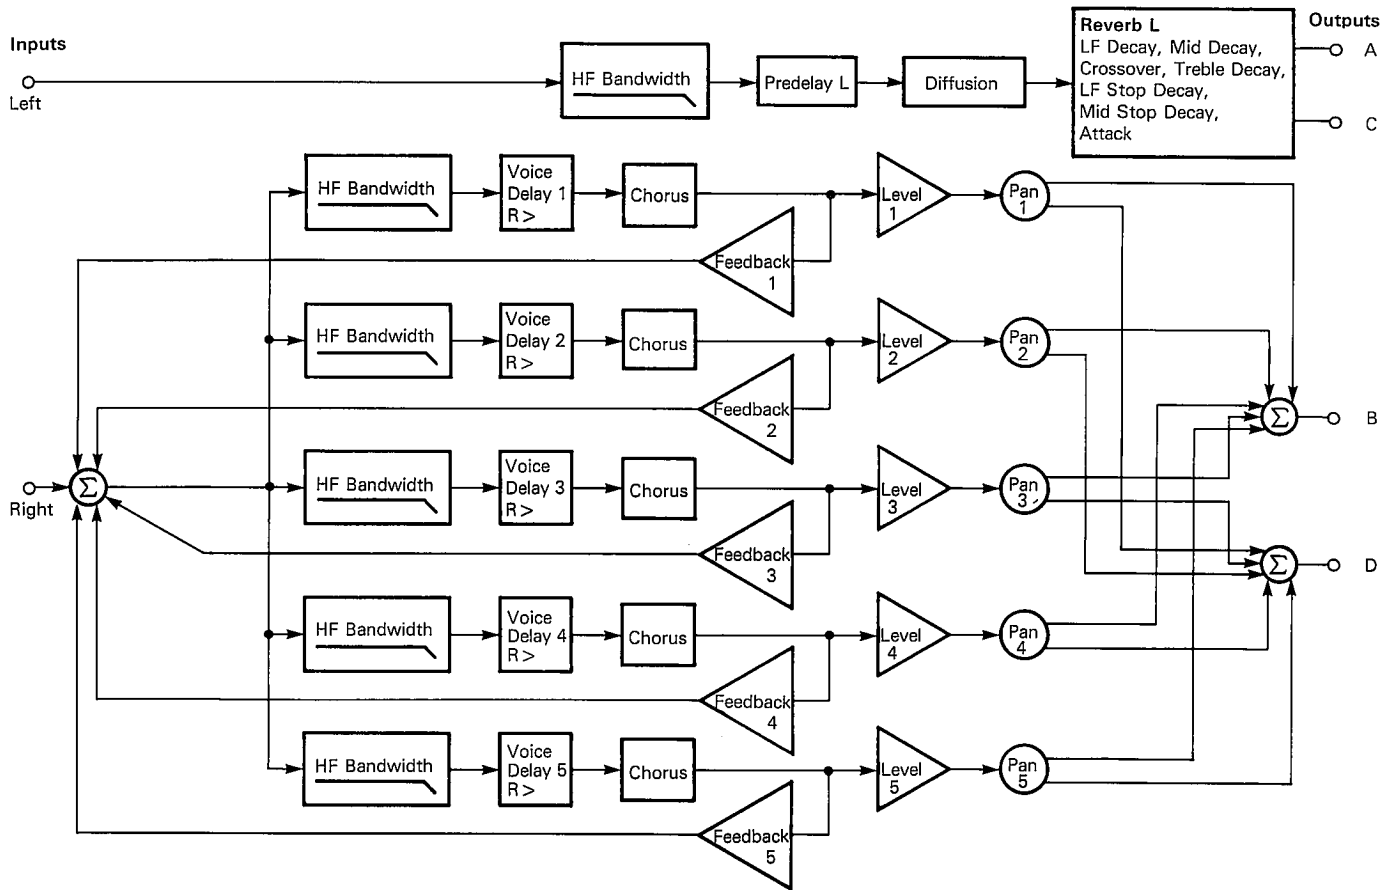 Inputs
Left
HF Bandwidth
Predelay L
Diffusion
Reverb L
LF Decay, Mid Decay,
Crossover, Treble Decay,
LF Stop Decay,
Mid Stop Decay,
Attack
Outputs
A
C
HF Bandwidth
Voice
Delay 1
R >
Chorus
Level
1
Pan
1
Feedback
1
HF Bandwidth
Voice
Delay 2
R >
Chorus
Level
2
Pan
2
Feedback
2
Σ
B
Right
Σ
HF Bandwidth
Voice
Delay 3
R >
Chorus
Level
3
Pan
3
Feedback
3
Σ
D
HF Bandwidth
Voice
Delay 4
R >
Chorus
Level
4
Pan
4
Feedback
4
HF Bandwidth
Voice
Delay 5
R >
Chorus
Level
5
Pan
5
Feedback
5